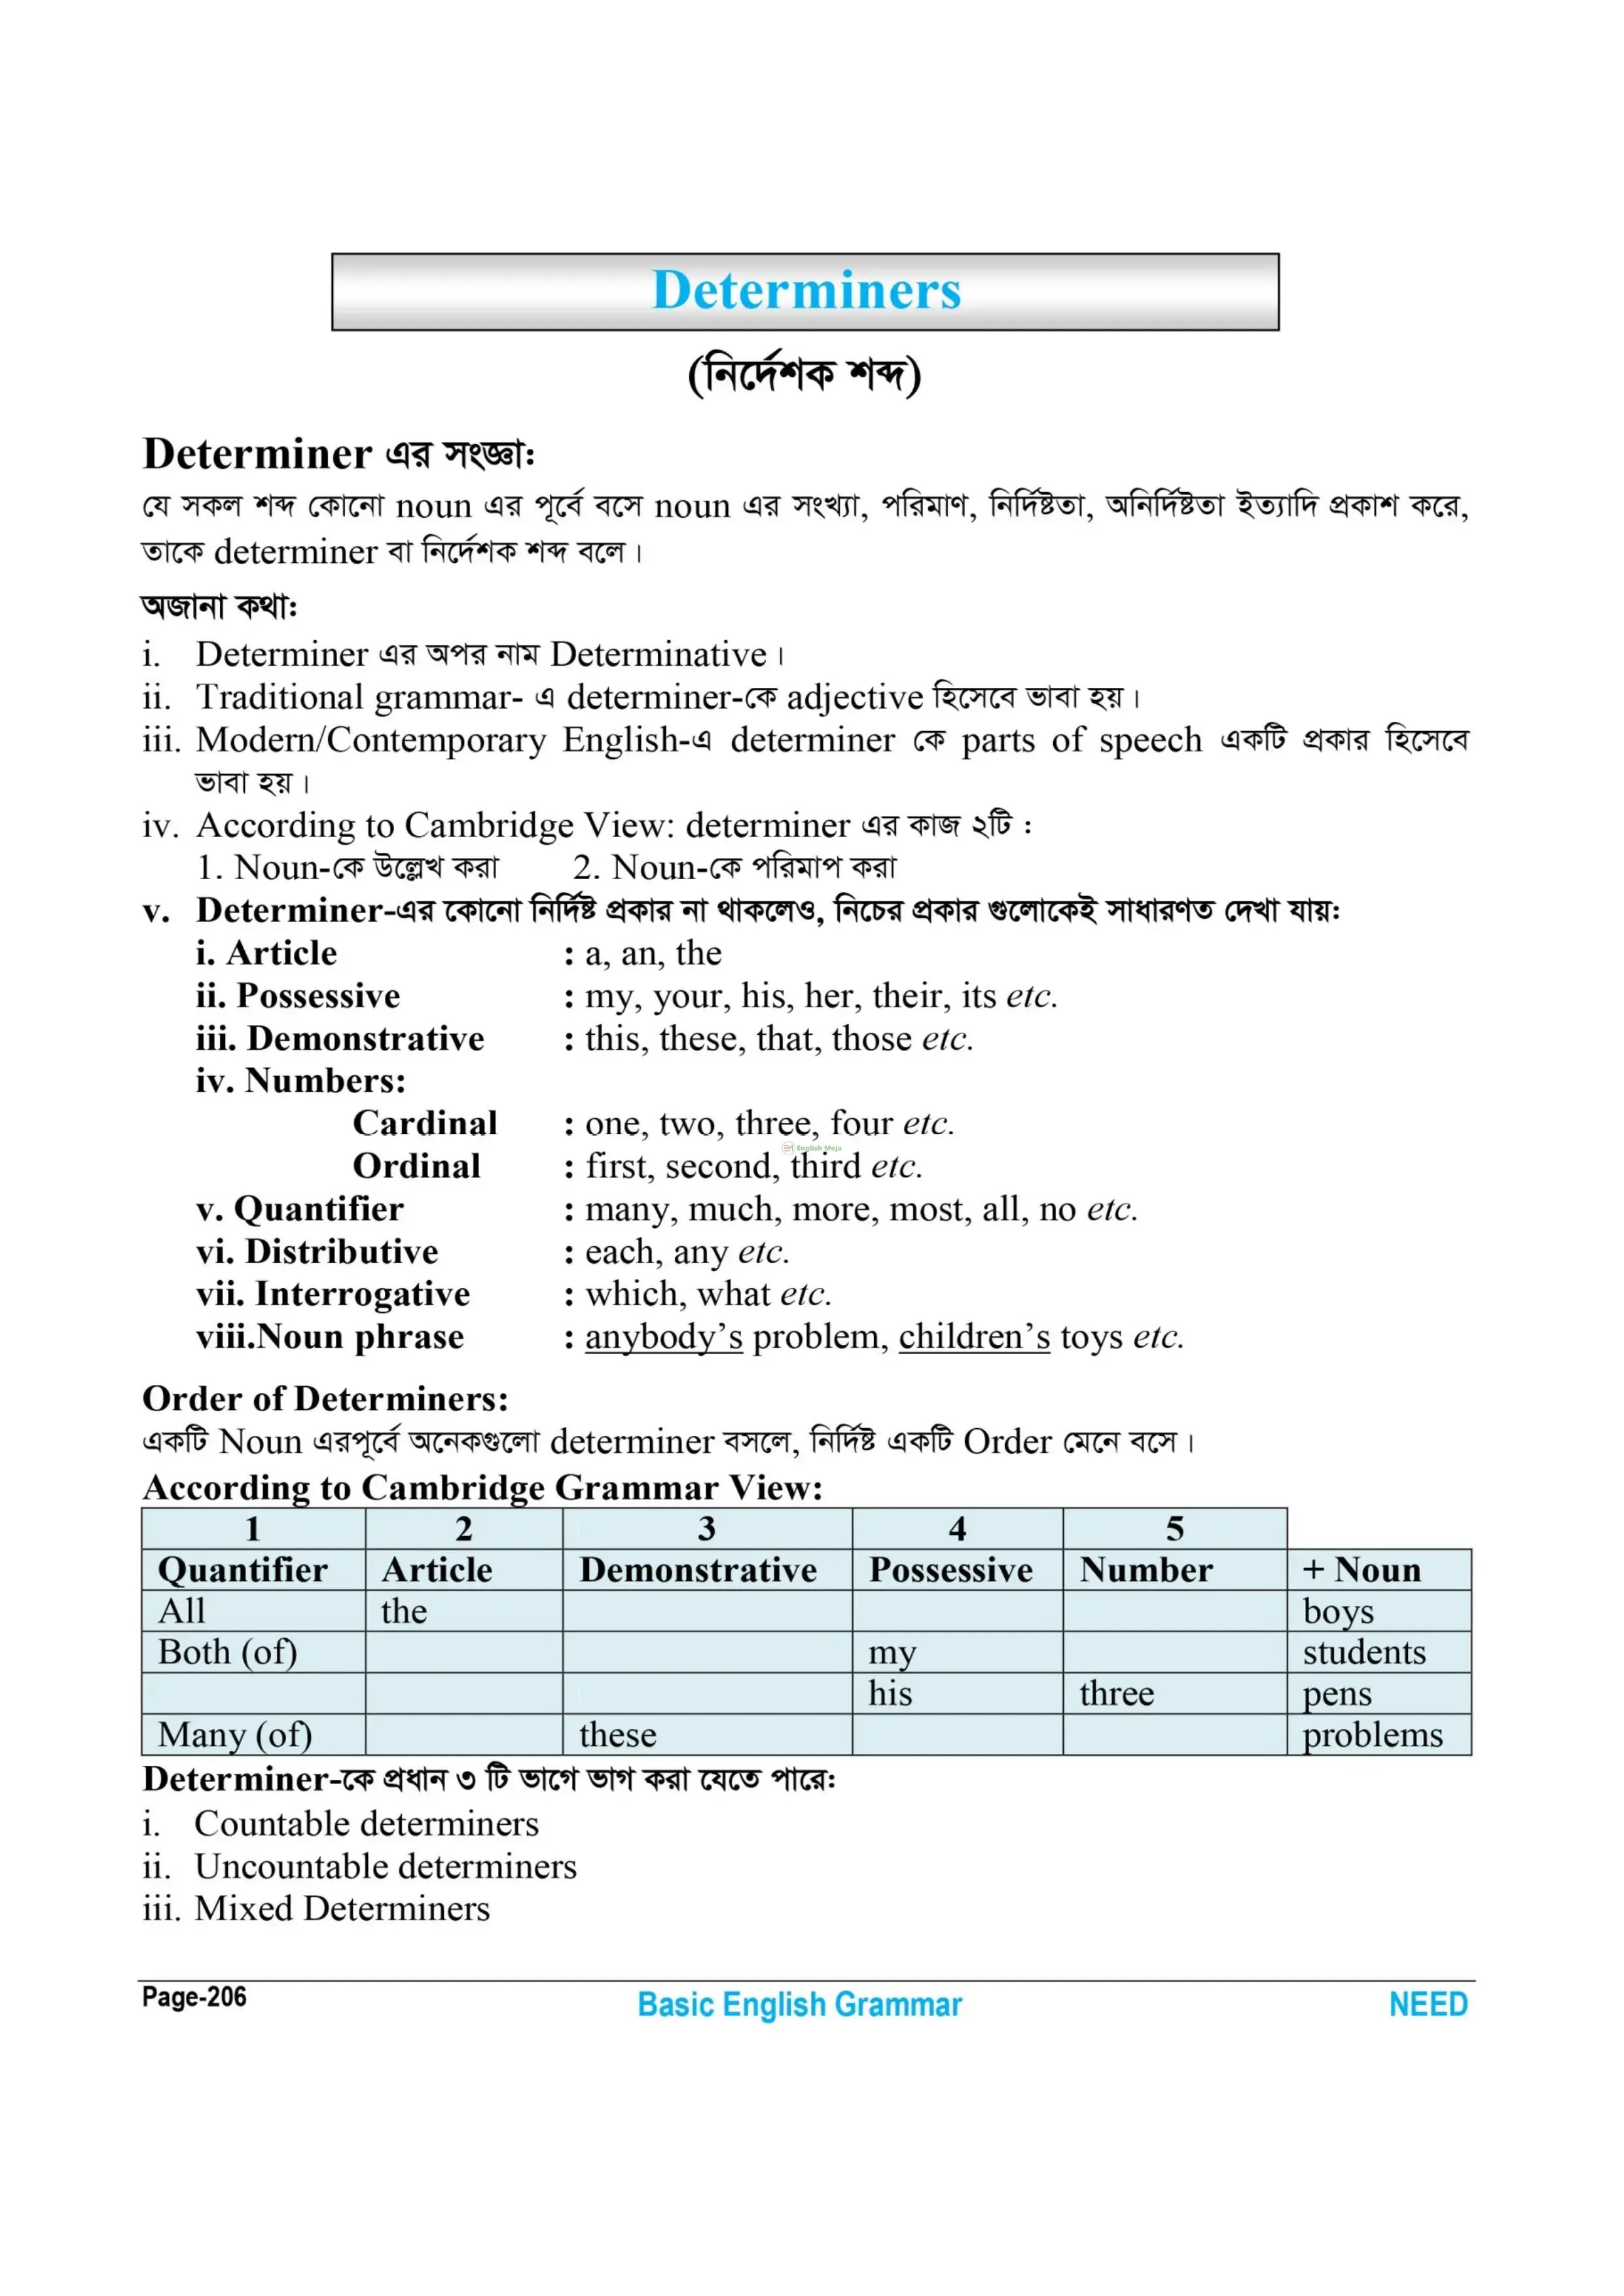 Determiners
(নির্দেশক শব্দ)
Determiner এর সংজ্ঞা:
যে সকল শব্দ কোনো noun এর পূর্বে বসে noun এর সংখ্যা, পরিমাণ, নির্দিষ্টতা, অনির্দিষ্টতা ইত্যাদি প্রকাশ করে,
তাকে determiner বা নির্দেশক শব্দ বলে।
অজানা কথা:
i. Determiner এর অপর নাম Determinative।
ii. Traditional grammar- এ determiner-কে adjective হিসেবে ভাবা হয়।
iii. Modern/Contemporary English-এ determiner কে parts of speech একটি প্রকার হিসেবে
ভাবা হয়।
iv. According to Cambridge View: determiner এর কাজ ২টি :
1. Noun-কে উল্লেখ করা 2. Noun-কে পরিমাপ করা
v. Determiner-এর কোনো নির্দিষ্ট প্রকার না থাকলেও, নিচের প্রকার গুলোকেই সাধারণত দেখা যায়:
i. Article : a, an, the
ii. Possessive : my, your, his, her, their, its etc.
iii. Demonstrative : this, these, that, those etc.
iv. Numbers:
Cardinal : one, two, three, four etc.
English Moja
Ordinal : first, second, third etc.
v. Quantifier : many, much, more, most, all, no etc.
vi. Distributive : each, any etc.
vii. Interrogative : which, what etc.
viii.Noun phrase : anybody’s problem, children’s toys etc.
Order of Determiners:
একটি Noun এরপূর্বে অনেকগুলো determiner বসলে, নির্দিষ্ট একটি Order মেনে বসে।
According to Cambridge Grammar View:
1 2 3 4 5
Quantifier Article Demonstrative Possessive Number + Noun
All the boys
Both (of) my students
his three pens
Many (of) these problems
Determiner-কে প্রধান ৩ টি ভাগে ভাগ করা যেতে পারে:
i. Countable determiners
ii. Uncountable determiners
iii. Mixed Determiners
Page-206 Basic English Grammar NEED